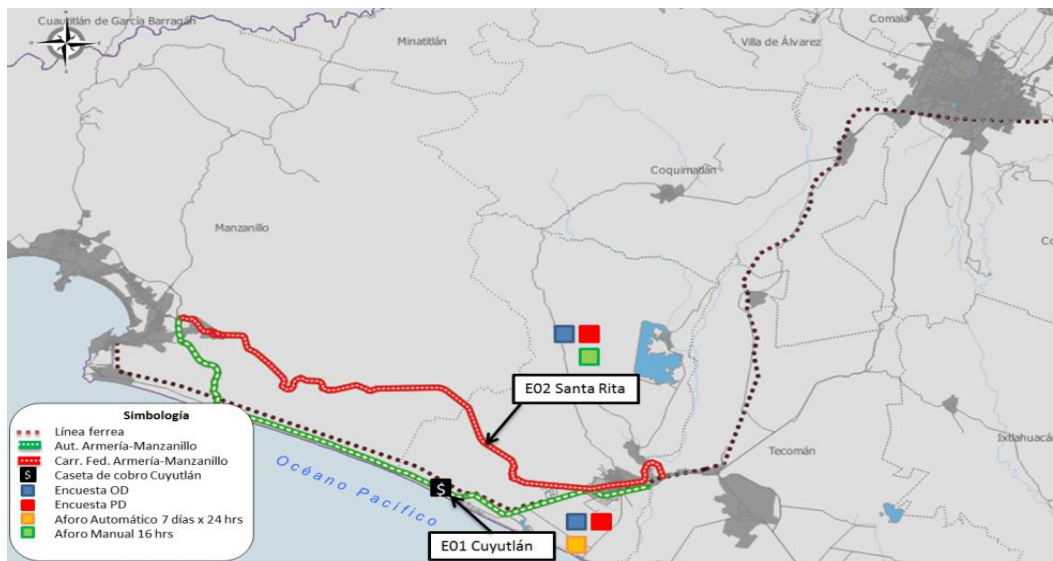 Cuautitlán de García Barragán
Minatitlán
Comala
Villa de Álvarez
Coquimatlán
Manzanillo
E02 Santa Rita
Simbología
Línea ferrea
Aut. Armería-Manzanillo
Carr. Fed. Armería-Manzanillo
$ Caseta de cobro Cuyutlán
Encuesta OD
Encuesta PD
Aforo Automático 7 días x 24 hrs
Aforo Manual 16 hrs
Océano Pacífico
$
E01 Cuyutlán
Tecomán